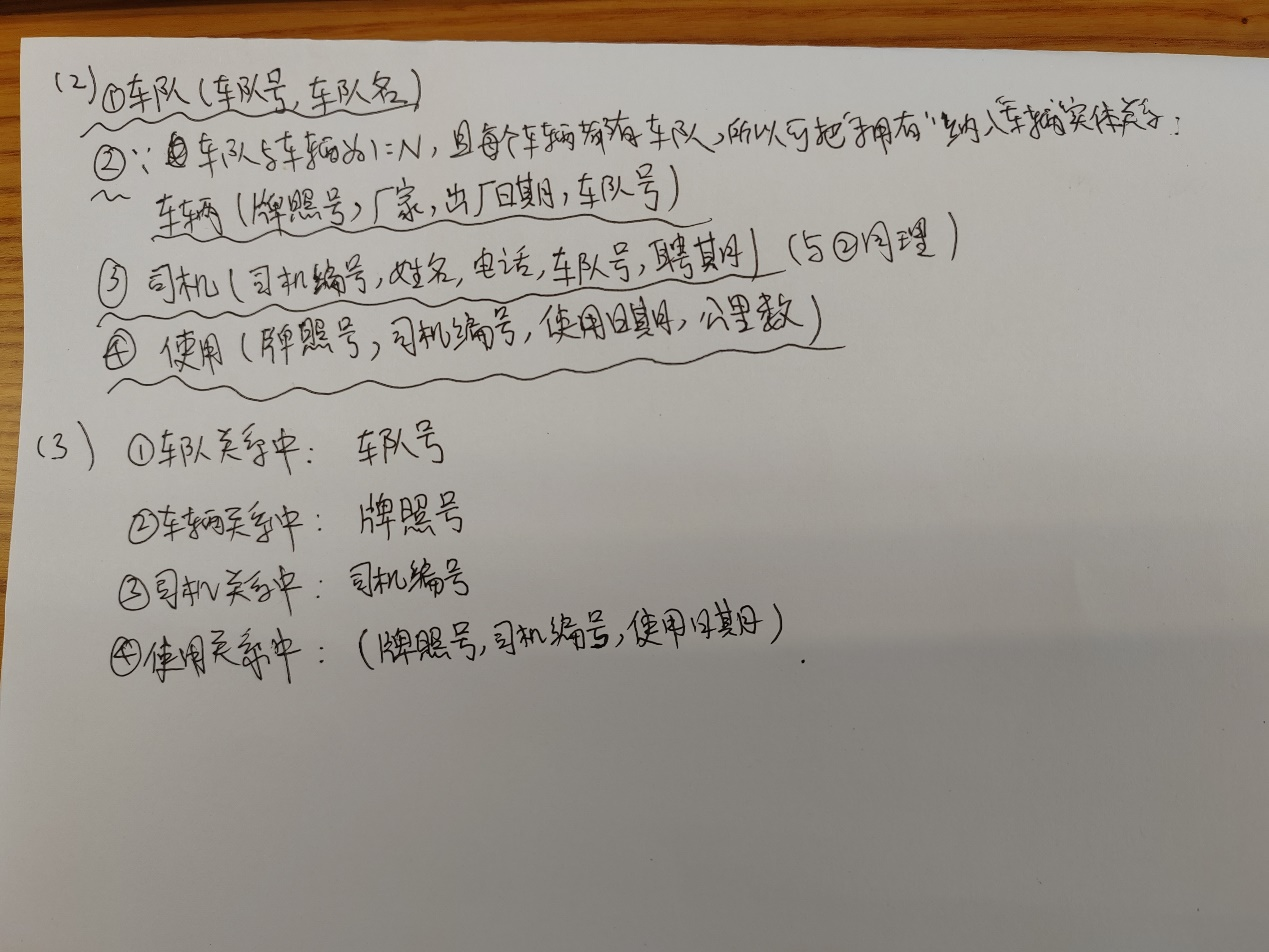 (2) ①车队(车队号,车队名)
②∵ 车队与车辆为1:N,且每个车辆都有车队,所以可把“拥有”纳入“车辆”实体关系:
车辆(牌照号,厂家,出厂日期,车队号)
③ 司机(司机编号,姓名,电话,车队号,聘期) (与②同理)
④ 使用(牌照号,司机编号,使用日期,公里数)
(3) ①车队关系中: 车队号
②车辆关系中: 牌照号
③司机关系中: 司机编号
④使用关系中: (牌照号,司机编号,使用日期)